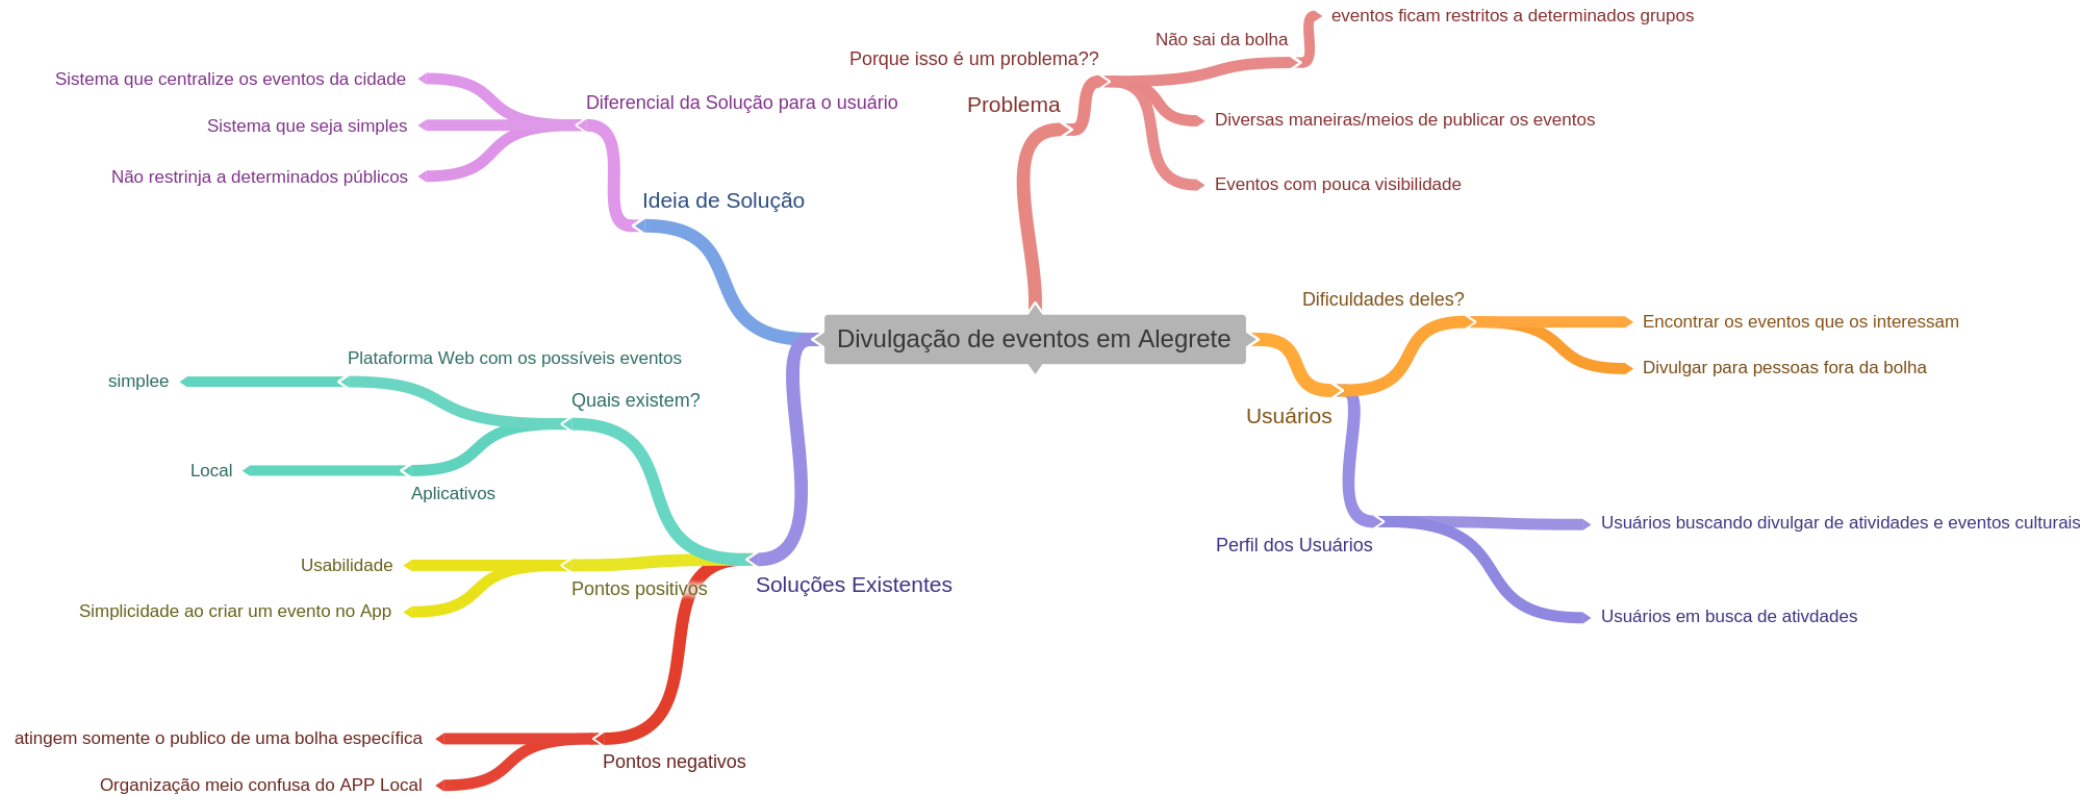 Divulgação de eventos em Alegrete
Problema
Porque isso é um problema??
Não sai da bolha
eventos ficam restritos a determinados grupos
Diversas maneiras/meios de publicar os eventos
Eventos com pouca visibilidade
Usuários
Dificuldades deles?
Encontrar os eventos que os interessam
Divulgar para pessoas fora da bolha
Perfil dos Usuários
Usuários buscando divulgar de atividades e eventos culturais
Usuários em busca de ativdades
Ideia de Solução
Diferencial da Solução para o usuário
Sistema que centralize os eventos da cidade
Sistema que seja simples
Não restrinja a determinados públicos
Soluções Existentes
Quais existem?
Plataforma Web com os possíveis eventos
simplee
Aplicativos
Local
Pontos positivos
Usabilidade
Simplicidade ao criar um evento no App
Pontos negativos
atingem somente o publico de uma bolha específica
Organização meio confusa do APP Local